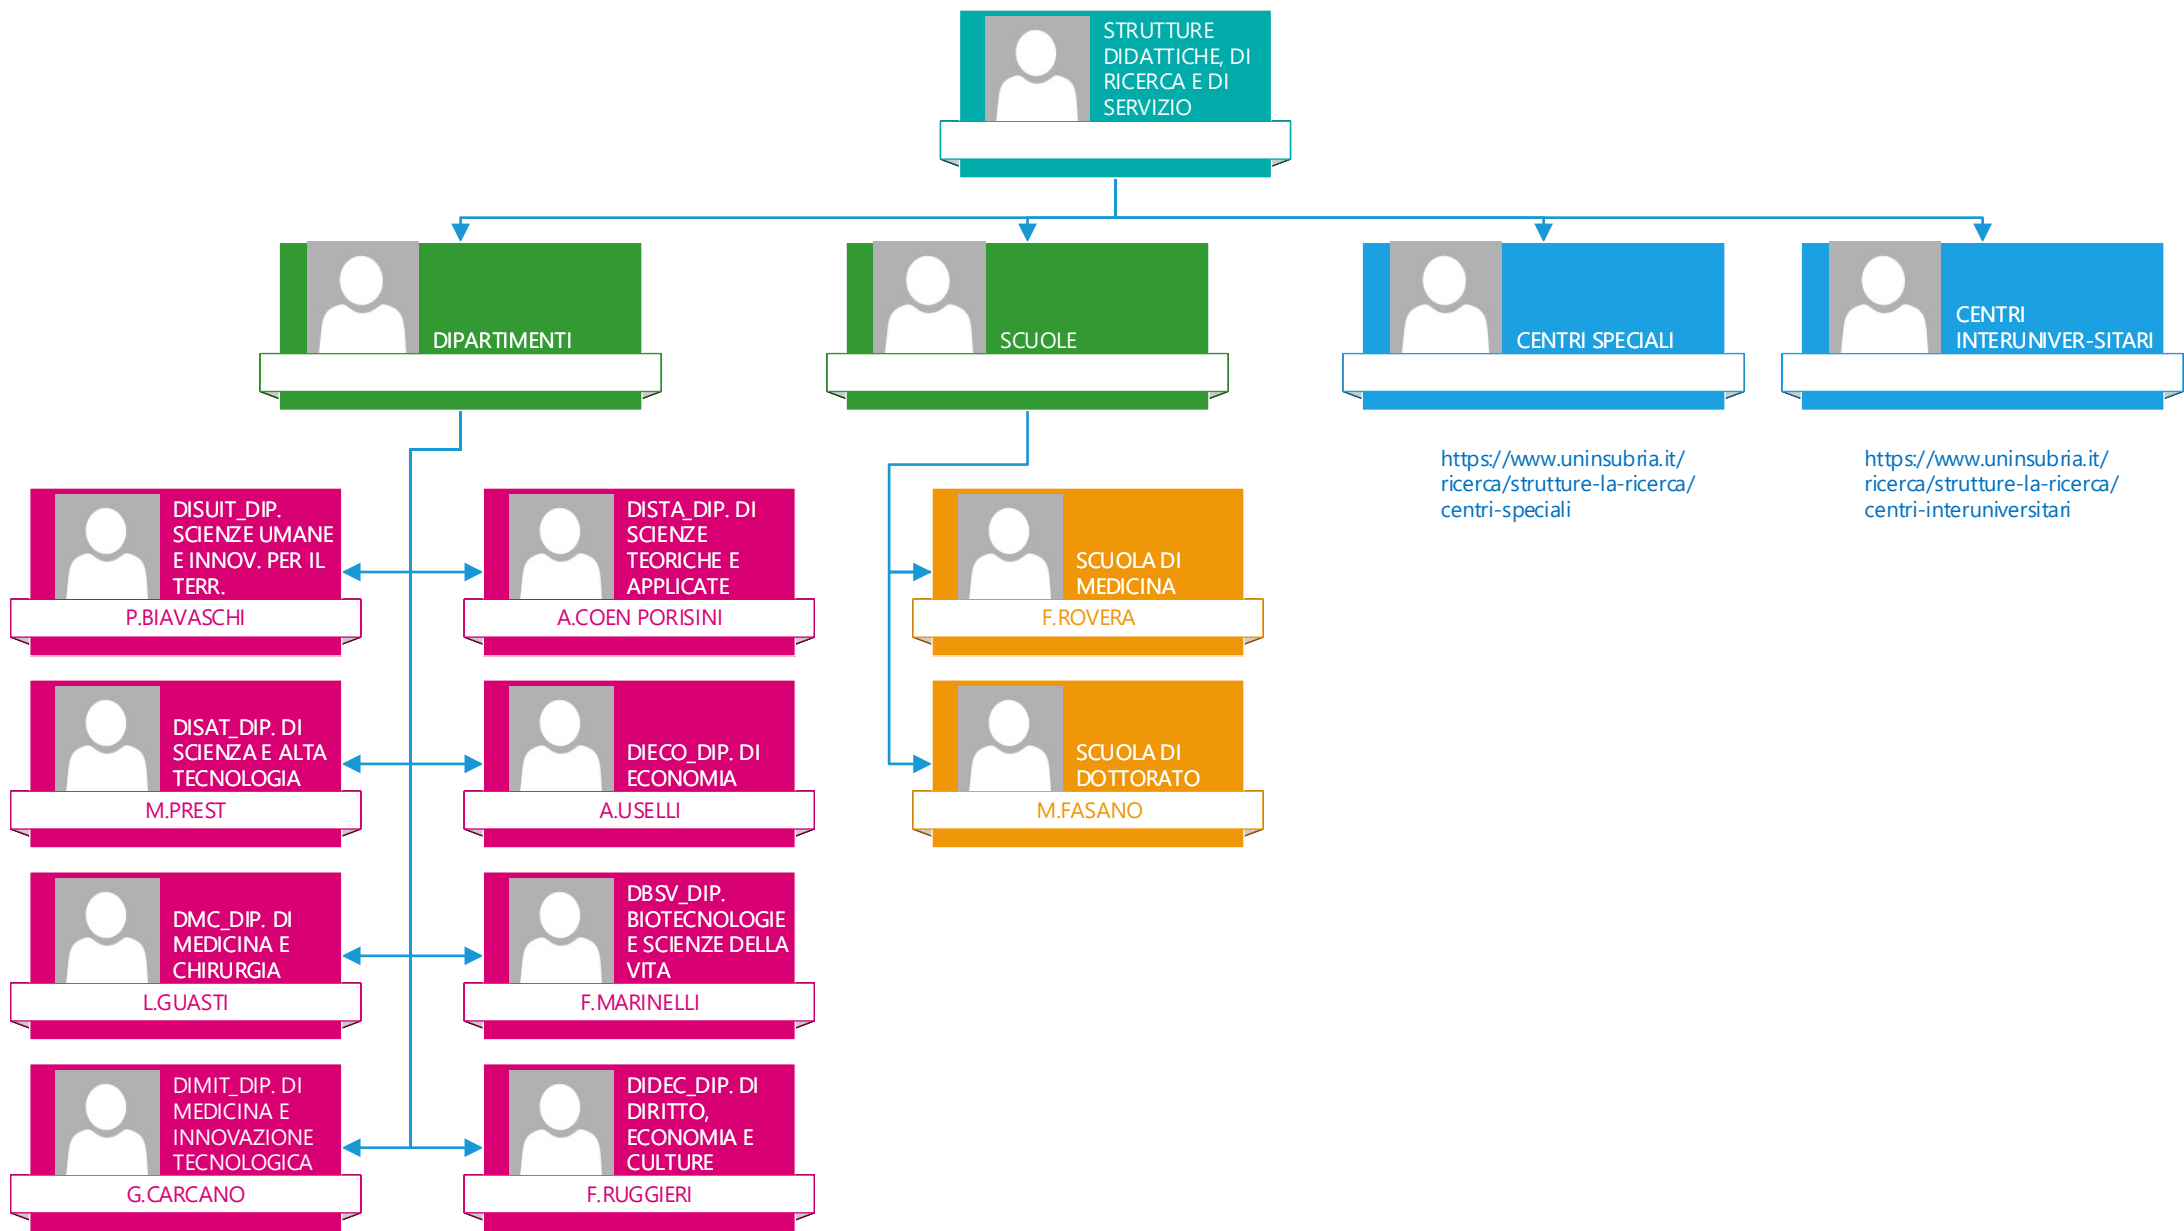 STRUTTURE
DIDATTICHE, DI
RICERCA E DI
SERVIZIO
DIPARTIMENTI
SCUOLE
CENTRI SPECIALI
CENTRI
INTERUNIVER-SITARI
https://www.uninsubria.it/
ricerca/strutture-la-ricerca/
centri-speciali
https://www.uninsubria.it/
ricerca/strutture-la-ricerca/
centri-interuniversitari
DISUIT_DIP.
SCIENZE UMANE
E INNOV. PER IL
TERR.
P.BIAVASCHI
DISTA_DIP. DI
SCIENZE
TEORICHE E
APPLICATE
A.COEN PORISINI
SCUOLA DI
MEDICINA
F.ROVERA
DISAT_DIP. DI
SCIENZA E ALTA
TECNOLOGIA
M.PREST
DIECO_DIP. DI
ECONOMIA
A.USELLI
SCUOLA DI
DOTTORATO
M.FASANO
DMC_DIP. DI
MEDICINA E
CHIRURGIA
L.GUASTI
DBSV_DIP.
BIOTECNOLOGIE
E SCIENZE DELLA
VITA
F.MARINELLI
DIMIT_DIP. DI
MEDICINA E
INNOVAZIONE
TECNOLOGICA
G.CARCANO
DIDEC_DIP. DI
DIRITTO,
ECONOMIA E
CULTURE
F.RUGGIERI